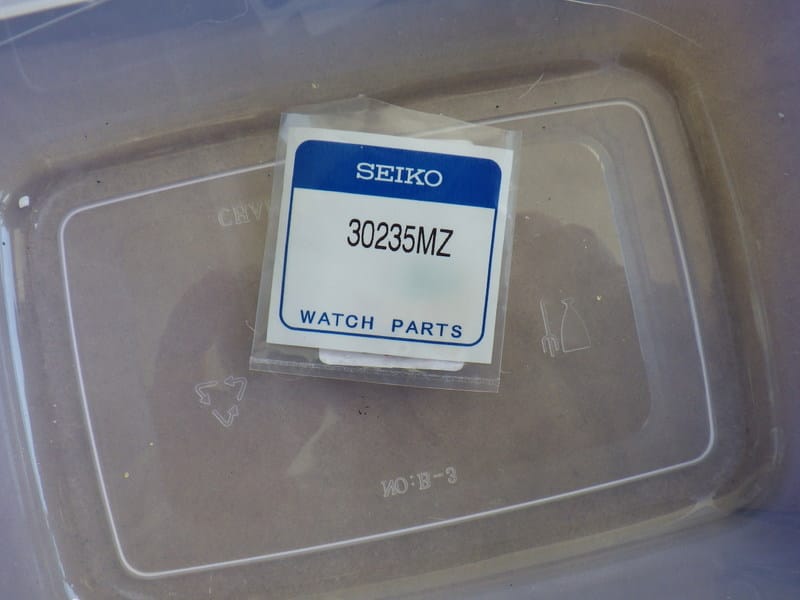 SEIKO
30235MZ
WATCH PARTS
NO:B-3